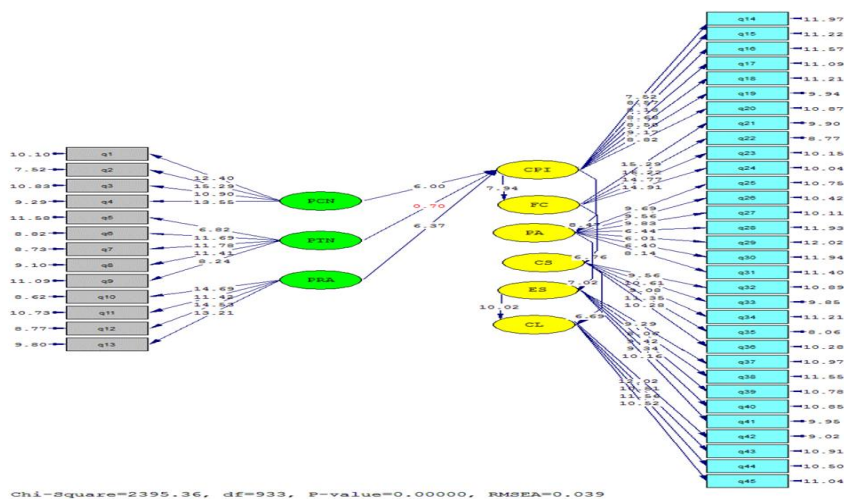 q14 11.97
q15 11.22
q16 11.57
q17 11.09
q18 11.21
q19 9.94
q20 10.87
q21 9.90
q22 8.77
q23 10.15
q24 10.04
q25 10.75
q26 10.42
q27 10.11
q28 11.93
q29 12.02
q30 11.94
q31 11.40
q32 10.89
q33 9.85
q34 11.21
q35 8.06
q36 10.28
q37 10.97
q38 11.55
q39 10.78
q40 10.85
q41 9.95
q42 9.02
q43 10.91
q44 10.50
q45 11.04
10.10 q1
7.52 q2
10.83 q3
9.29 q4
11.58 q5
8.82 q6
8.73 q7
9.10 q8
11.09 q9
8.62 q10
10.73 q11
8.77 q12
9.80 q13
12.40
15.29
10.90
13.55
6.82
11.69
11.78
11.41
8.24
14.69
11.42
14.53
13.21
PCN
PTN
PRA
6.00
0.70
6.37
CPI
FC
PA
CS
ES
CL
7.94
6.76
7.02
10.02
6.69
7.52
9.17
8.82
15.29
14.77
14.91
9.69
9.56
9.83
6.44
6.01
8.14
9.56
10.61
11.35
10.28
9.29
9.42
9.34
10.16
10.52
Chi-Square=2395.36, df=933, P-value=0.00000, RMSEA=0.039